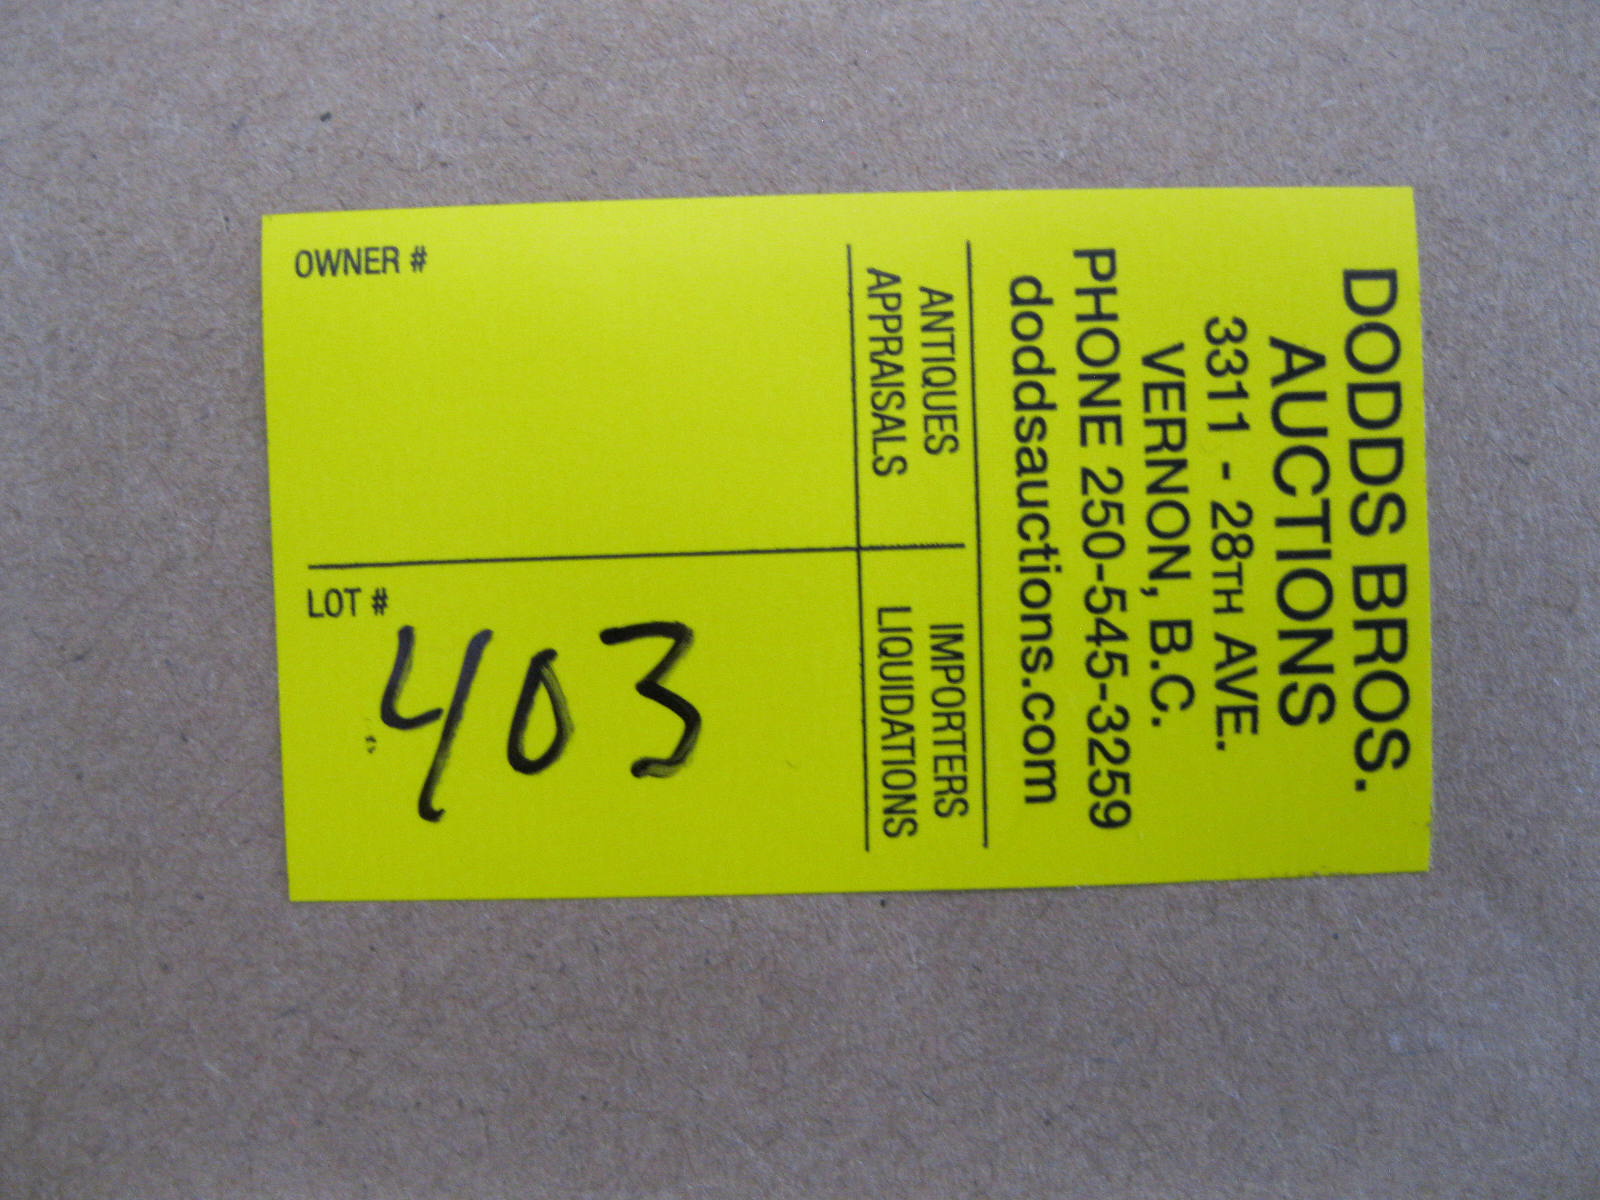 DODDS BROS.
AUCTIONS
3311 - 28TH AVE.
VERNON, B.C.
PHONE 250-545-3259
doddsauctions.com
ANTIQUES IMPORTERS
APPRAISALS LIQUIDATIONS
OWNER #
LOT #
403